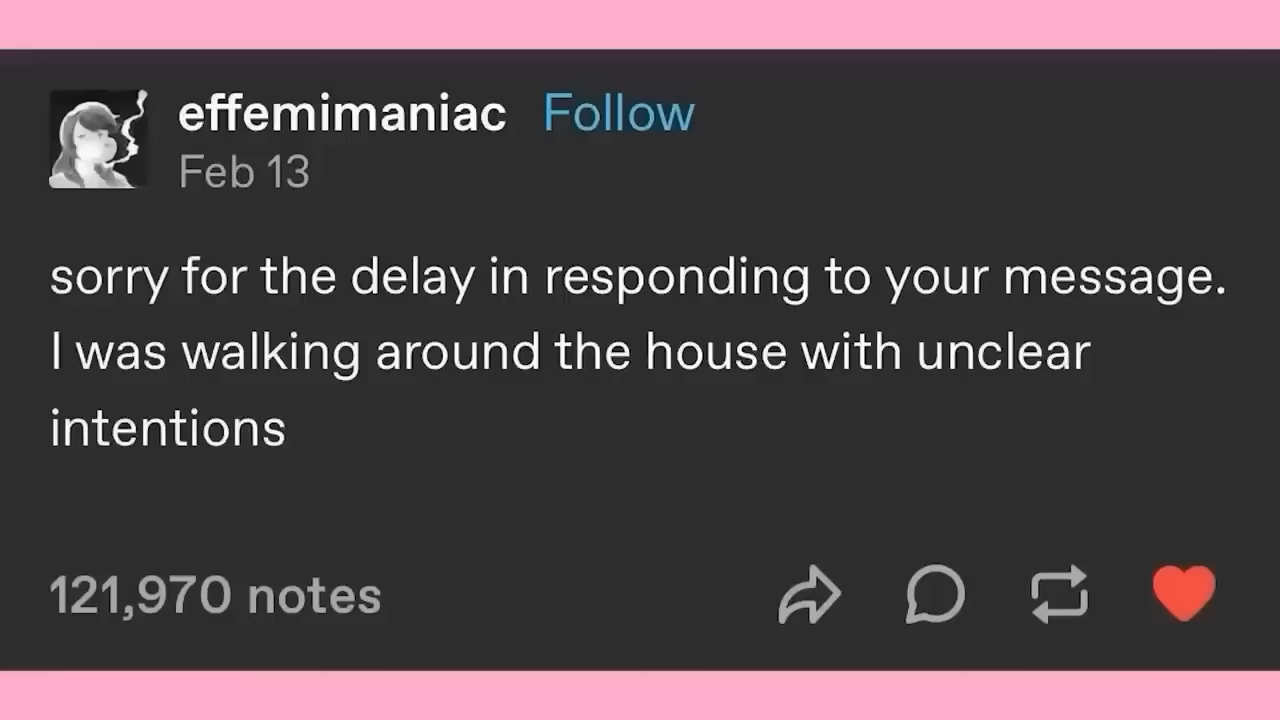 effemimaniac Follow
Feb 13
sorry for the delay in responding to your message.
I was walking around the house with unclear
intentions
121,970 notes